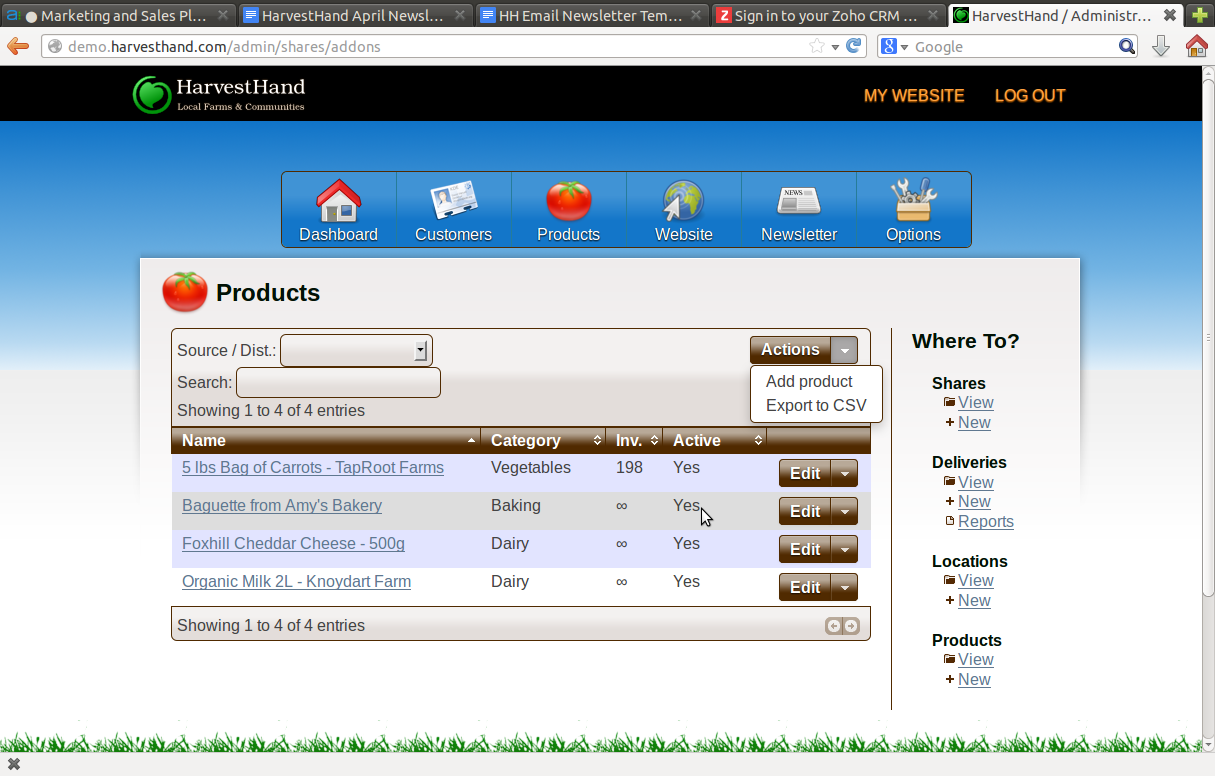 Marketing and Sales Pl...
HarvestHand April Newsl...
HH Email Newsletter Tem...
Sign in to your Zoho CRM ...
HarvestHand / Administr...
demo.harvesthand.com/admin/shares/addons
Google
HarvestHand
Local Farms & Communities
MY WEBSITE
LOG OUT
Dashboard
Customers
Products
Website
NEWS
Newsletter
Options
Products
Source / Dist.:
Actions
Search:
Add product
Export to CSV
Showing 1 to 4 of 4 entries
Name Category Inv. Active
5 lbs Bag of Carrots - TapRoot Farms Vegetables 198 Yes Edit
Baguette from Amy's Bakery Baking ∞ Yes Edit
Foxhill Cheddar Cheese - 500g Dairy ∞ Yes Edit
Organic Milk 2L - Knoydart Farm Dairy ∞ Yes Edit
Showing 1 to 4 of 4 entries
Where To?
Shares
View
New
Deliveries
View
New
Reports
Locations
View
New
Products
View
New